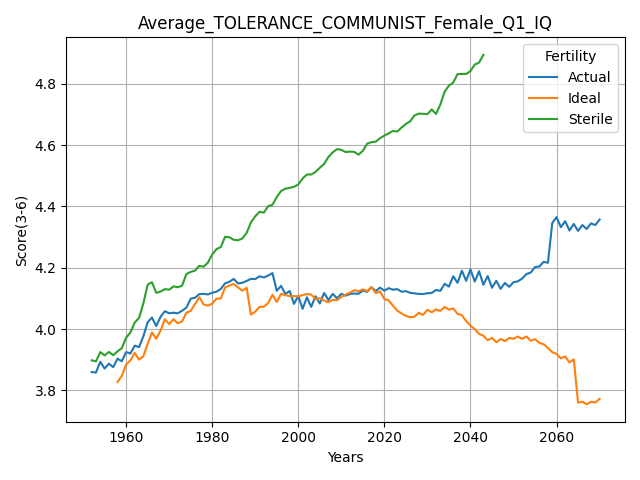 Average_TOLERANCE_COMMUNIST_Female_Q1_IQ
Fertility
Actual
Ideal
Sterile
Score(3-6)
4.8
4.6
4.4
4.2
4.0
3.8
1960 1980 2000 2020 2040 2060
Years